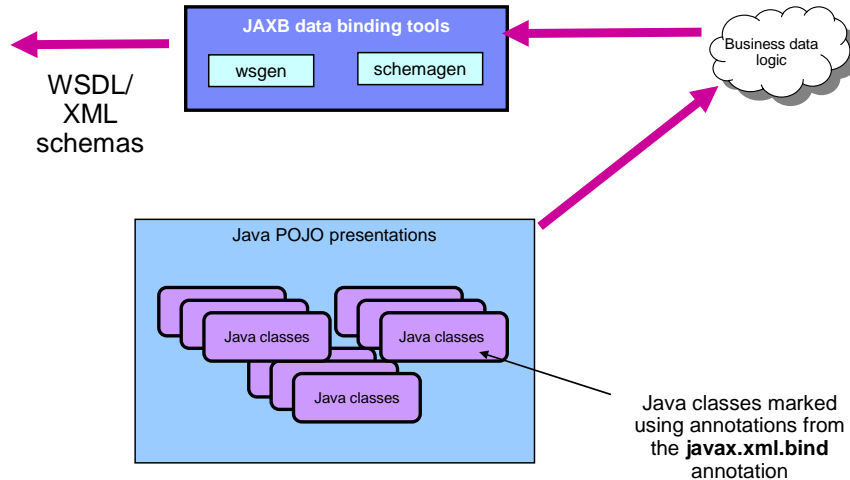 JAXB data binding tools
wsgen
schemagen
Business data
logic
WSDL/
XML
schemas
Java POJO presentations
Java classes
Java classes
Java classes
Java classes marked
using annotations from
the javax.xml.bind
annotation